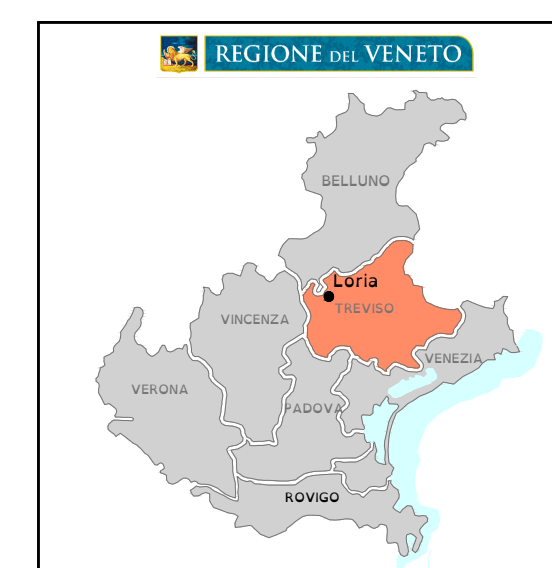 REGIONE DEL VENETO
BELLUNO
Loria
TREVISO
VINCENZA
VENEZIA
VERONA
PADOVA
ROVIGO